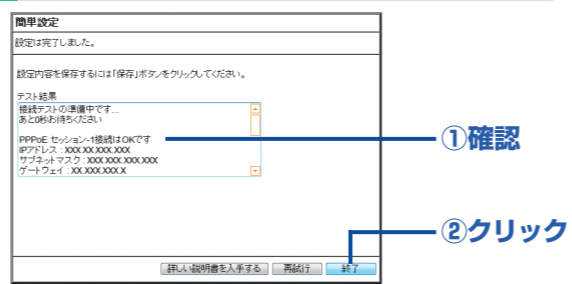 簡単設定
設定は完了しました。
設定内容を保存するには「保存」ボタンをクリックしてください。
テスト結果
接続テストの準備中です...
あと0秒お待ちください
PPPoE セッション-1接続はOKです
IPアドレス : XXX.XX.XXX.XXX
サブネットマスク : XXX.XXX.XXX.XXX
ゲートウェイ : XX.XXX.XXX.X
①確認
②クリック
詳しい説明書を入手する 再試行 終了